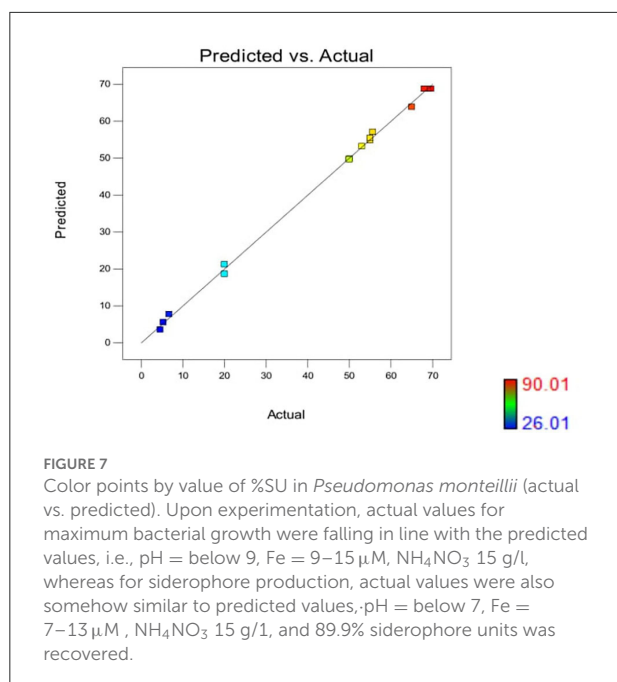 Predicted vs. Actual
70
60
50
40
30
20
10
0
Predicted
0 10 20 30 40 50 60 70
Actual
90.01
26.01
FIGURE 7
Color points by value of %SU in Pseudomonas monteillii (actual
vs. predicted). Upon experimentation, actual values for
maximum bacterial growth were falling in line with the predicted
values, i.e., pH = below 9, Fe = 9–15 μM, NH₄NO₃ 15 g/l,
whereas for siderophore production, actual values were also
somehow similar to predicted values,·pH = below 7, Fe =
7–13 μM , NH₄NO₃ 15 g/1, and 89.9% siderophore units was
recovered.